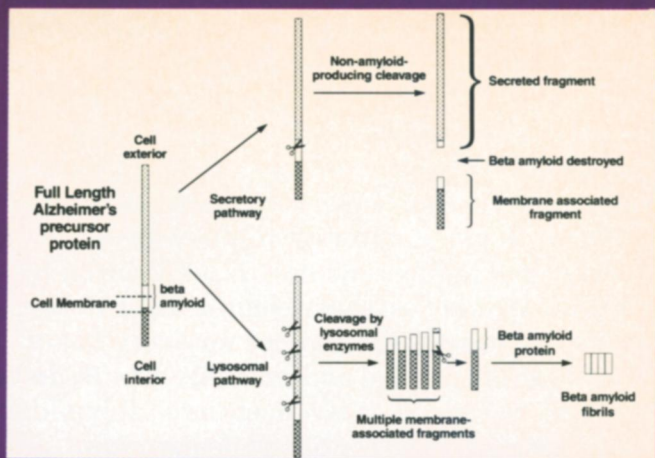 Non-amyloid-
producing cleavage
Secreted fragment
Cell
exterior
Beta amyloid destroyed
Full Length
Alzheimer's
precursor
protein
Secretory
pathway
Membrane associated
fragment
Cell Membrane
beta
amyloid
Cell
interior
Lysosomal
pathway
Cleavage by
lysosomal
enzymes
Beta amyloid
protein
Multiple membrane-
associated fragments
Beta amyloid
fibrils